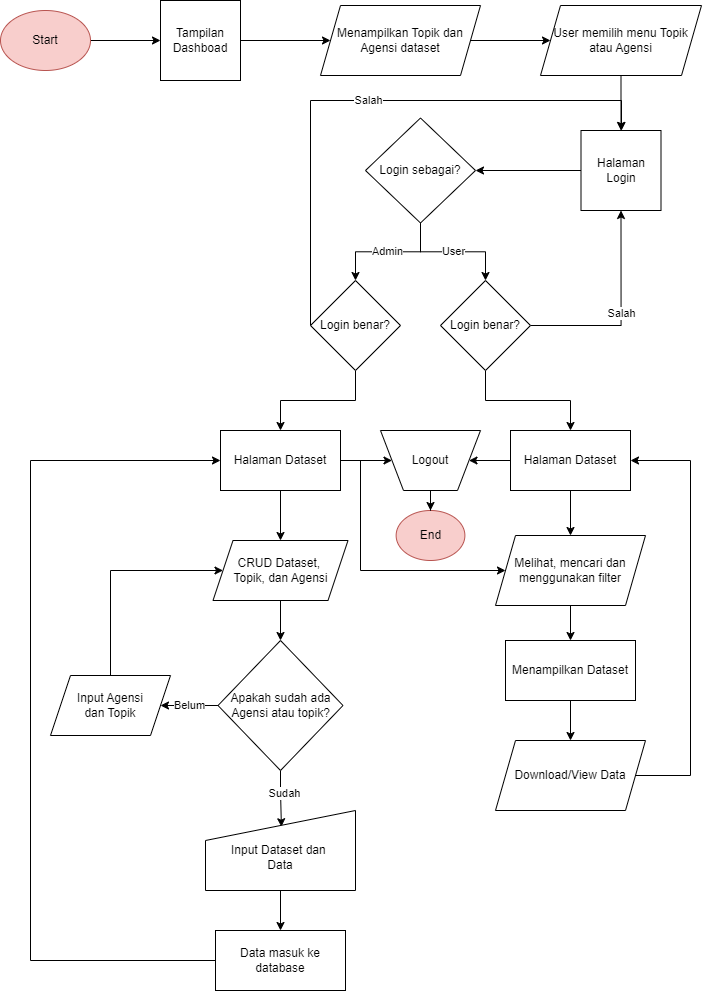 Start
Tampilan
Dashboad
Menampilkan Topik dan
Agensi dataset
User memilih menu Topik
atau Agensi
Salah
Halaman
Login
Login sebagai?
Admin
User
Login benar?
Login benar?
Salah
Halaman Dataset
Logout
Halaman Dataset
End
CRUD Dataset,
Topik, dan Agensi
Melihat, mencari dan
menggunakan filter
Input Agensi
dan Topik
Belum
Apakah sudah ada
Agensi atau topik?
Menampilkan Dataset
Download/View Data
Sudah
Input Dataset dan
Data
Data masuk ke
database